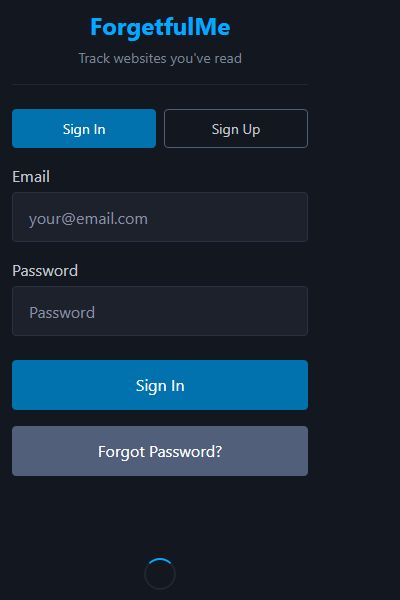 ForgetfulMe
Track websites you've read
Sign In
Sign Up
Email
your@email.com
Password
Password
Sign In
Forgot Password?